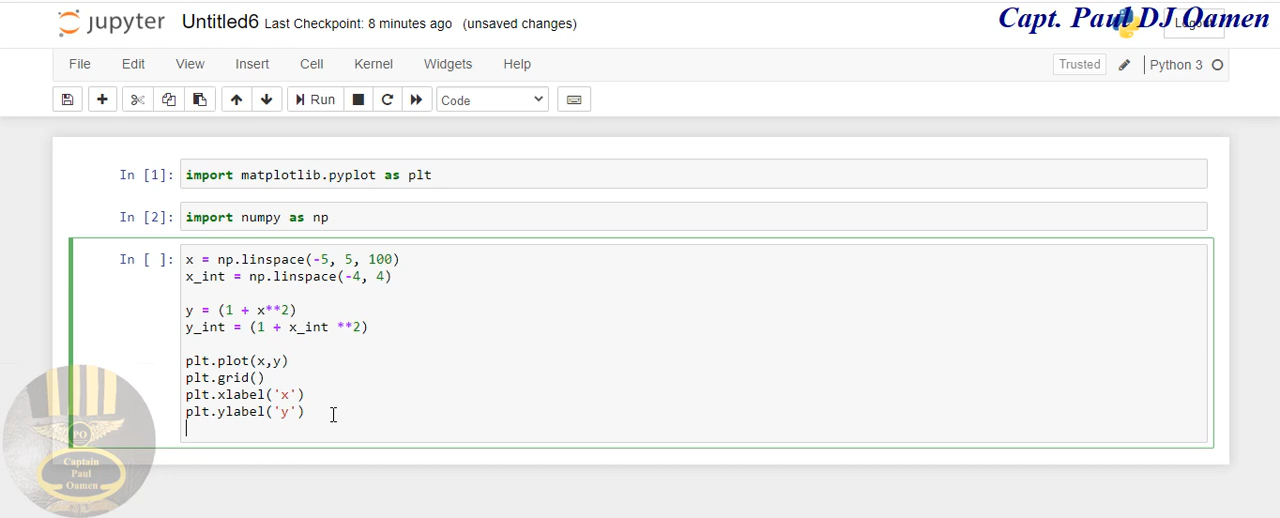 jupyter Untitled6 Last Checkpoint: 8 minutes ago (unsaved changes)
Capt. Paul DJ Oamen
File Edit View Insert Cell Kernel Widgets Help Trusted Python 3
Run Code
In [1]: import matplotlib.pyplot as plt
In [2]: import numpy as np
In [ ]: x = np.linspace(-5, 5, 100)
x_int = np.linspace(-4, 4)
y = (1 + x**2)
y_int = (1 + x_int **2)
plt.plot(x,y)
plt.grid()
plt.xlabel('x')
plt.ylabel('y')
PO
Captain
Paul
Oamen